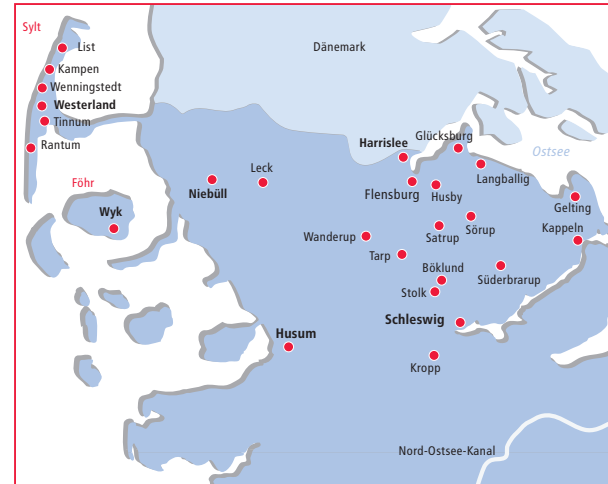 Sylt
List
Dänemark
Kampen
Wenningstedt
Westerland
Tinnum
Rantum
Harrislee
Glücksburg
Ostsee
Langballig
Leck
Niebüll
Föhr
Flensburg
Husby
Gelting
Wyk
Wanderup
Satrup
Sörup
Kappeln
Tarp
Böklund
Süderbrarup
Stolk
Schleswig
Husum
Kropp
Nord-Ostsee-Kanal